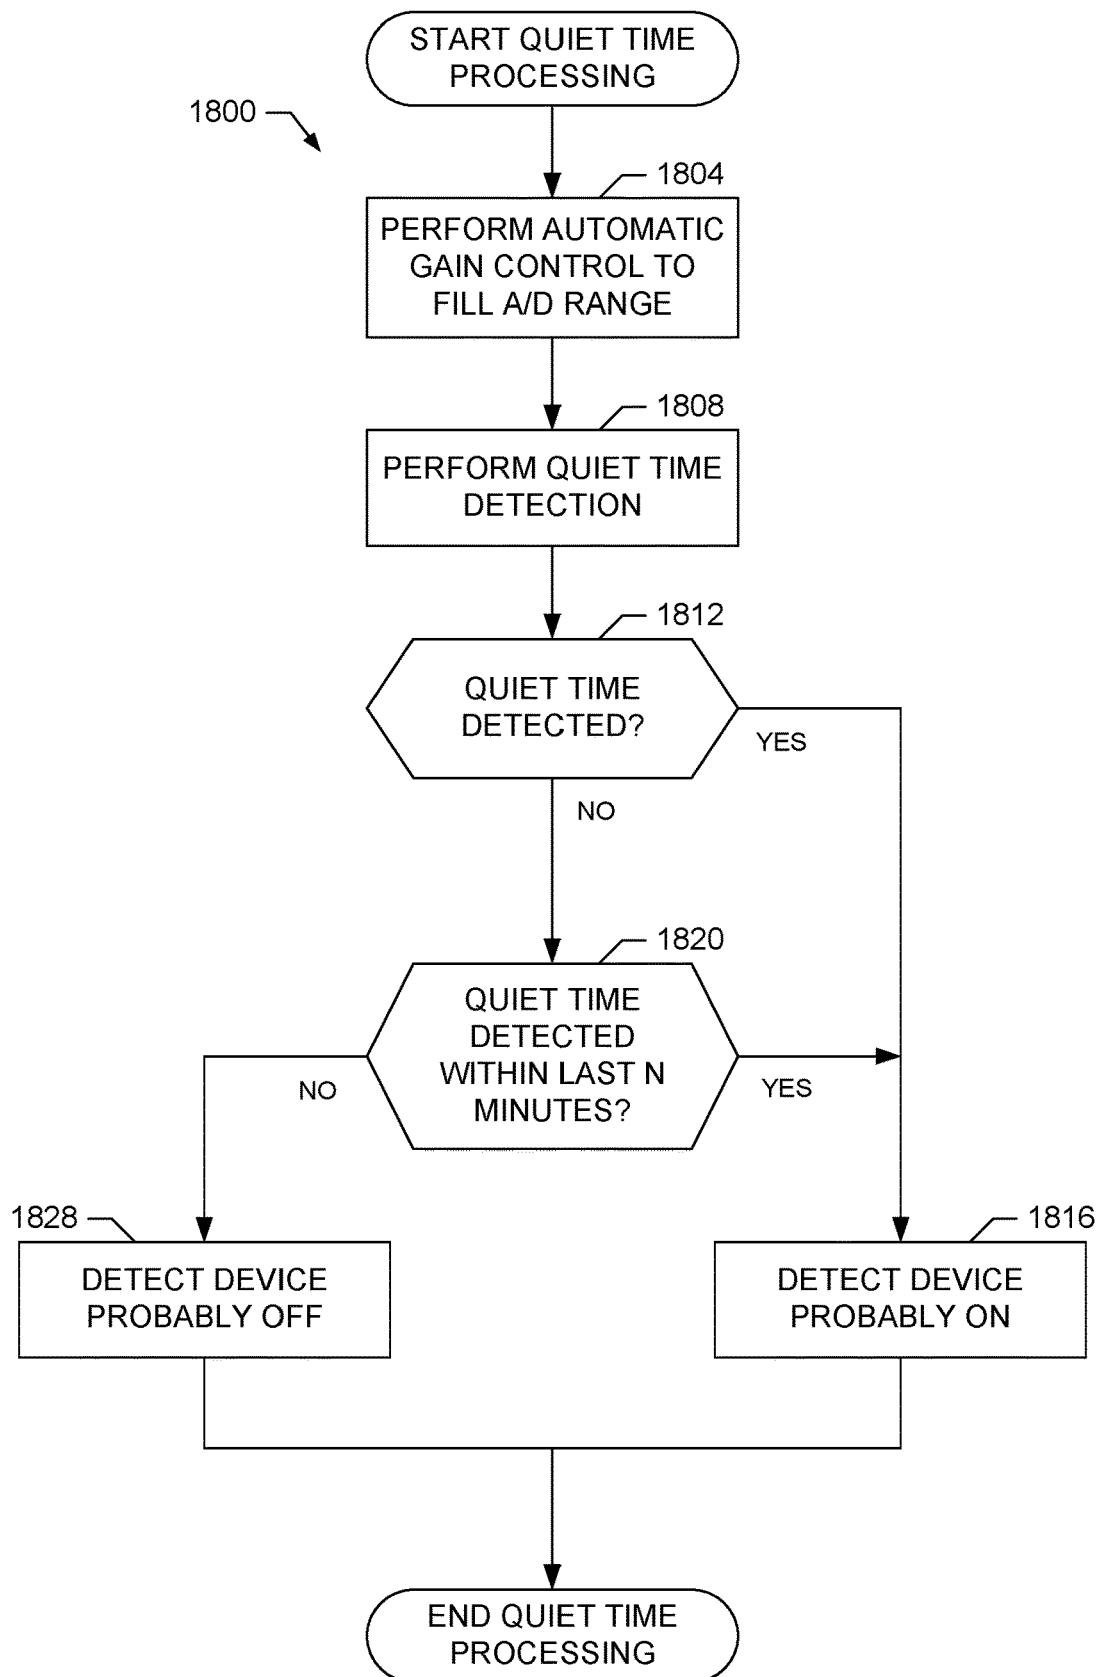 START QUIET TIME
PROCESSING
1800
1804
PERFORM AUTOMATIC
GAIN CONTROL TO
FILL A/D RANGE
1808
PERFORM QUIET TIME
DETECTION
1812
QUIET TIME
DETECTED?
YES
NO
1820
QUIET TIME
DETECTED
WITHIN LAST N
MINUTES?
NO
YES
1828
1816
DETECT DEVICE
PROBABLY OFF
DETECT DEVICE
PROBABLY ON
END QUIET TIME
PROCESSING